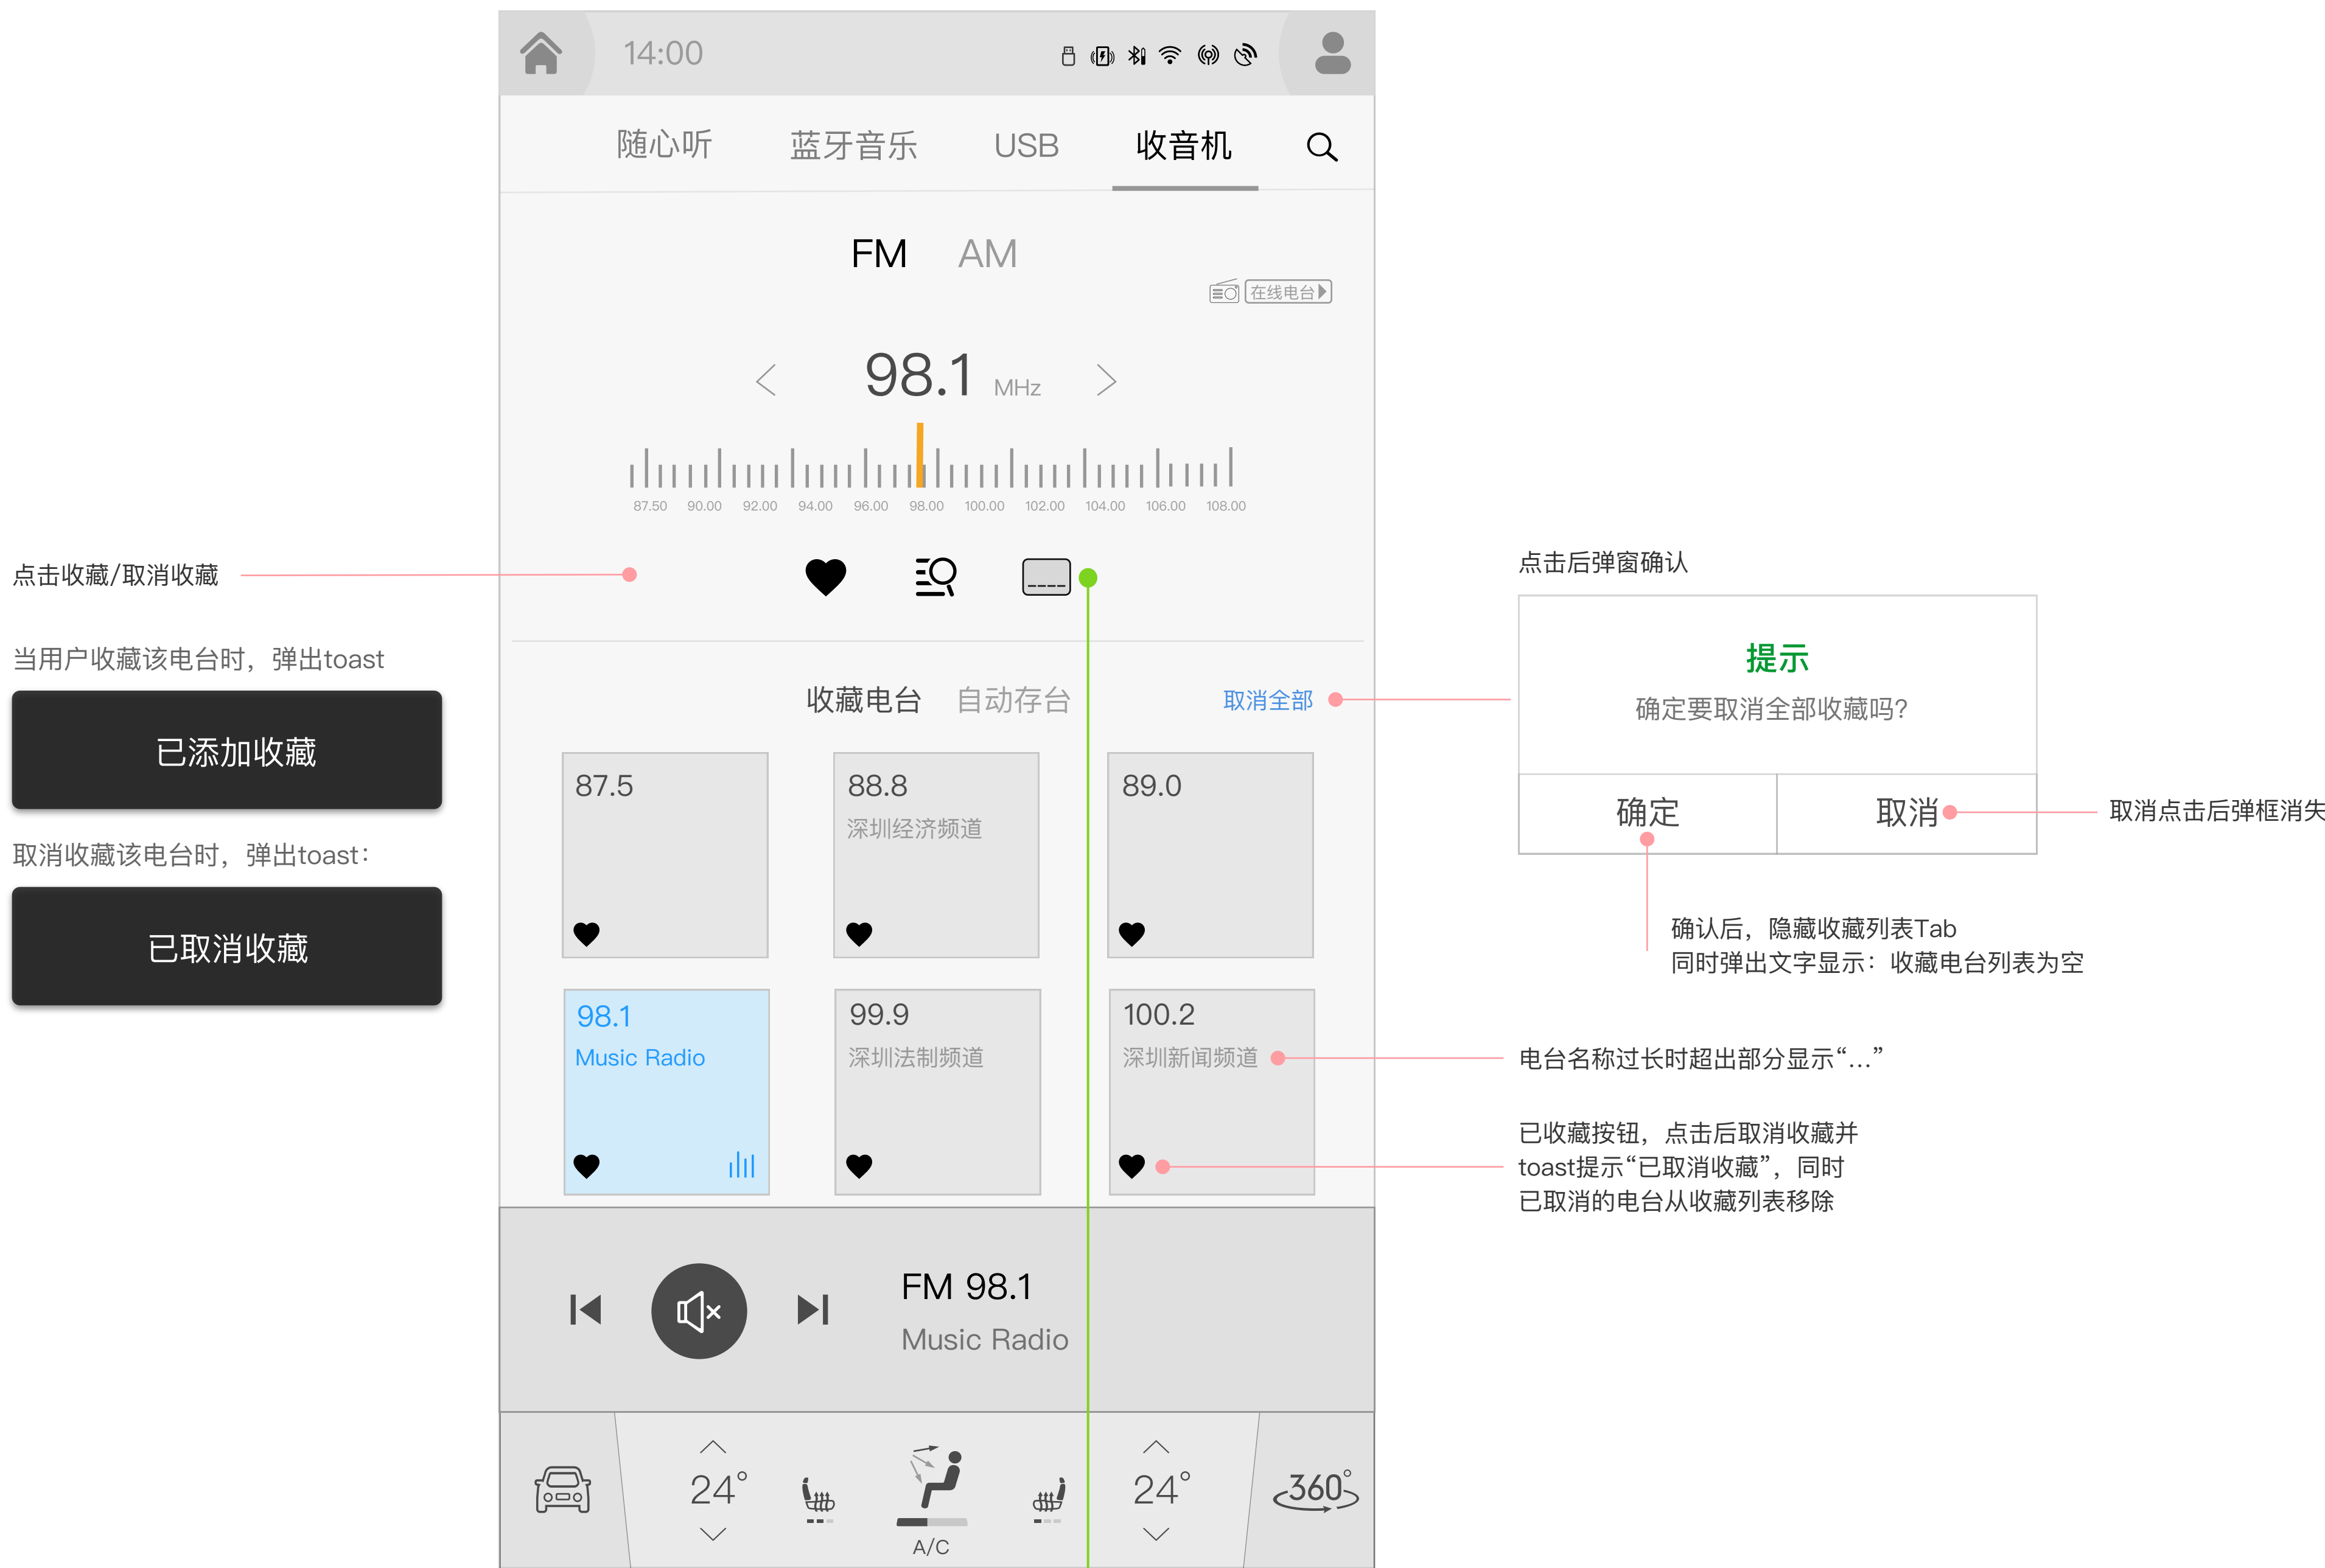 14:00
随心听
蓝牙音乐
USB
收音机
FM
AM
在线电台
98.1 MHz
87.50 90.00 92.00 94.00 96.00 98.00 100.00 102.00 104.00 106.00 108.00
点击收藏/取消收藏
当用户收藏该电台时，弹出toast
已添加收藏
取消收藏该电台时，弹出toast：
已取消收藏
收藏电台
自动存台
取消全部
87.5
88.8
深圳经济频道
89.0
98.1
Music Radio
99.9
深圳法制频道
100.2
深圳新闻频道
FM 98.1
Music Radio
24°
A/C
24°
360°
点击后弹窗确认
提示
确定要取消全部收藏吗?
确定
取消
取消点击后弹框消失
确认后，隐藏收藏列表Tab
同时弹出文字显示：收藏电台列表为空
电台名称过长时超出部分显示“...”
已收藏按钮，点击后取消收藏并
toast提示“已取消收藏”，同时
已取消的电台从收藏列表移除